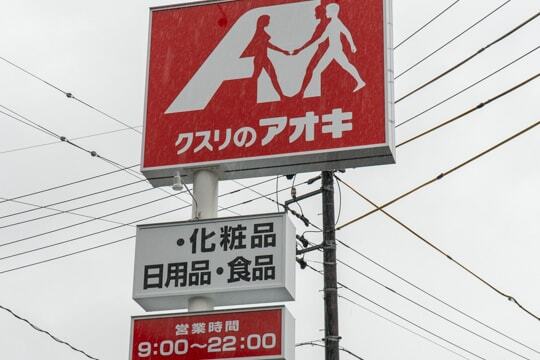 クスリのアオキ
・化粧品
日用品・食品
営業時間
9:00～22:00